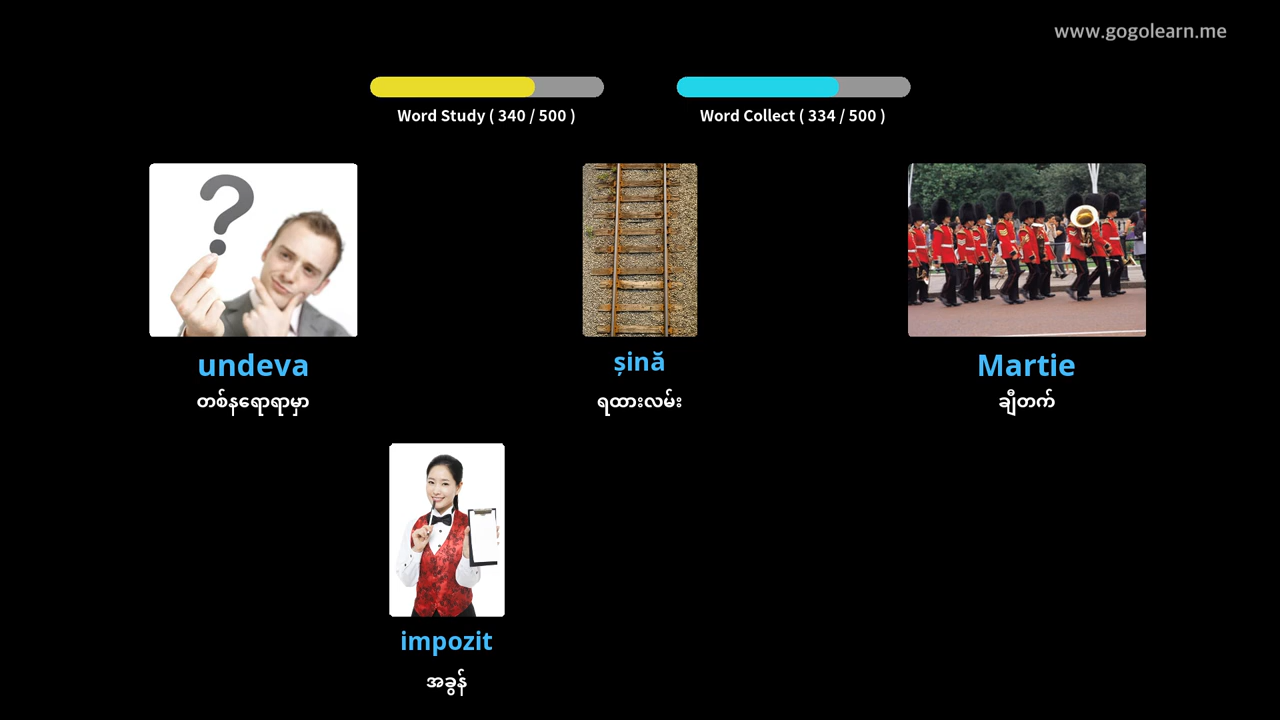 www.gogolearn.me
Word Study ( 340 / 500 )
Word Collect ( 334 / 500 )
undeva
șină
Martie
တစ်နရောရာမှာ
ရထားလမ်း
ချီတက်
impozit
အခွန်